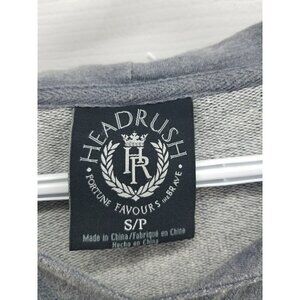 HEADRUSH
HR
FORTUNE FAVOURS THE BRAVE
S/P
Made in China/Fabriqué en Chine
Hecho en China